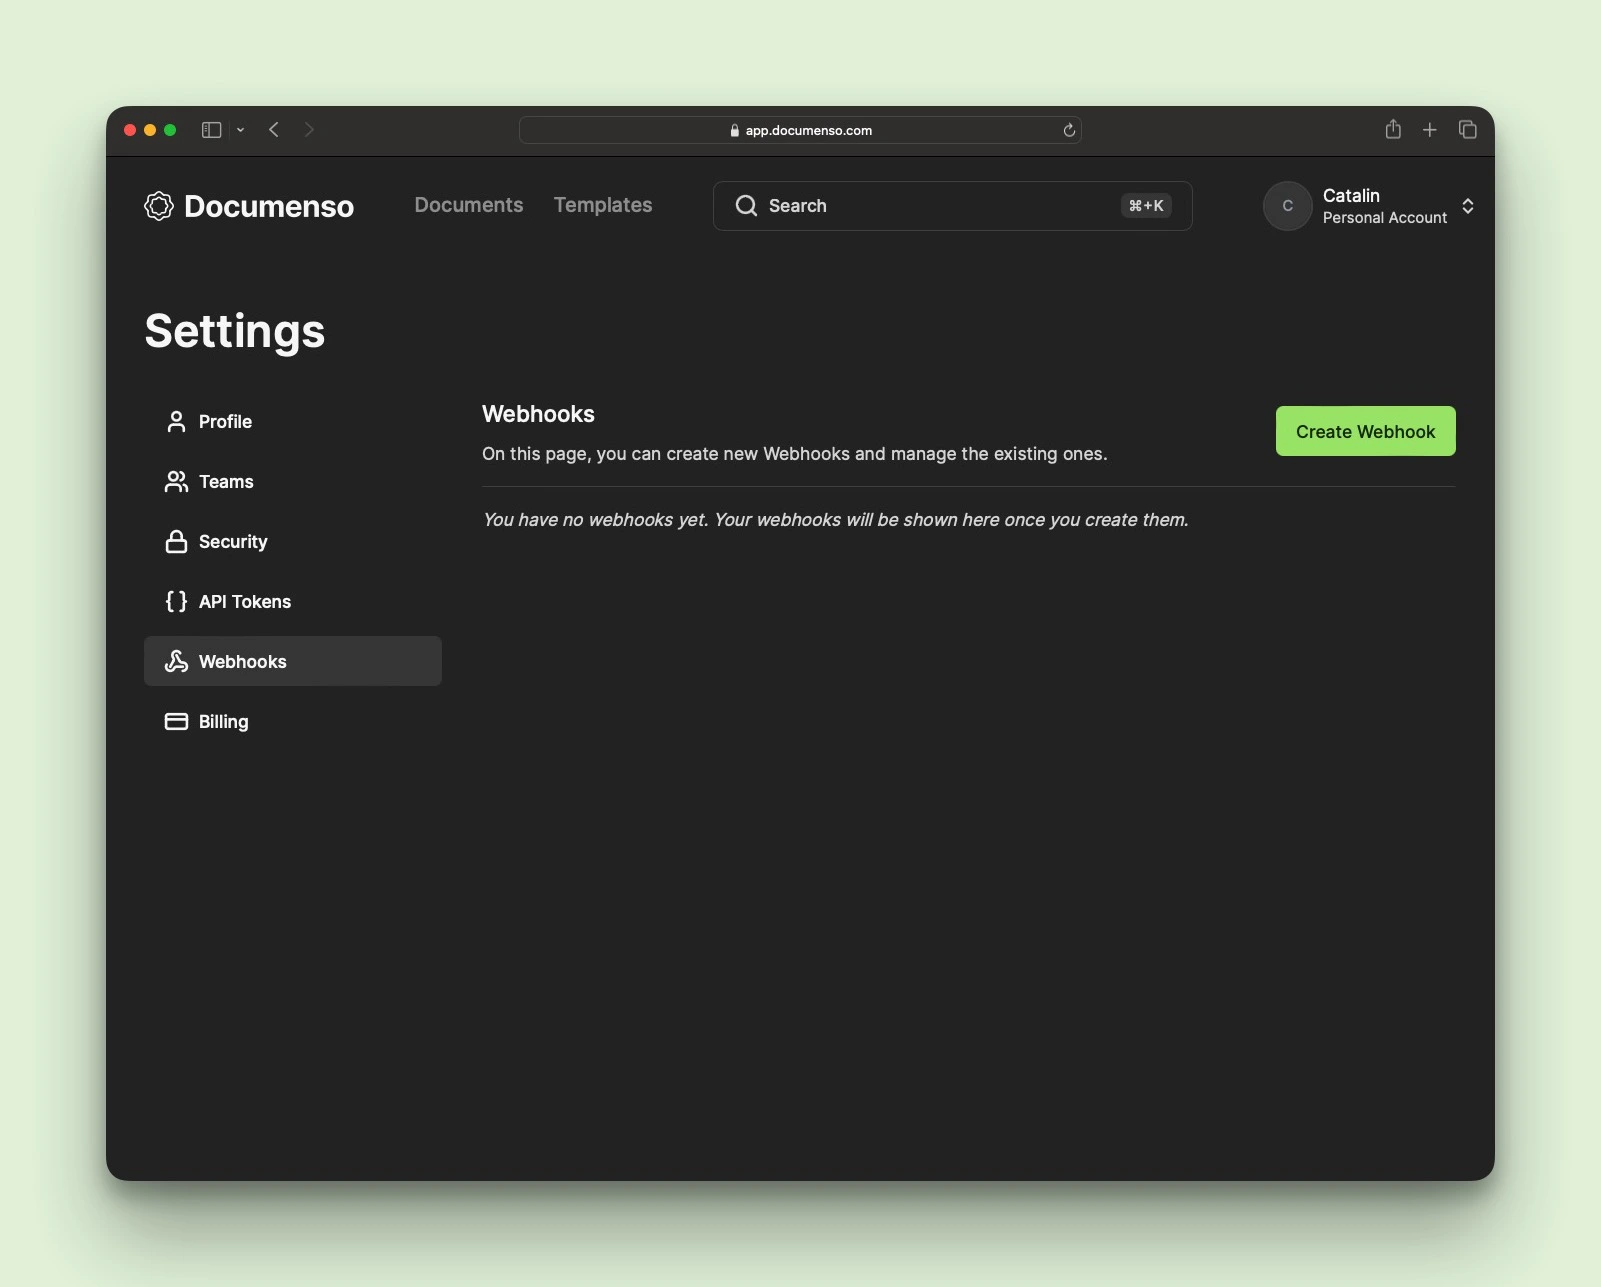 app.documenso.com
Documenso
Documents
Templates
Search
⌘+K
C
Catalin
Personal Account
Settings
Profile
Teams
Security
API Tokens
Webhooks
Billing
Webhooks
On this page, you can create new Webhooks and manage the existing ones.
Create Webhook
You have no webhooks yet. Your webhooks will be shown here once you create them.